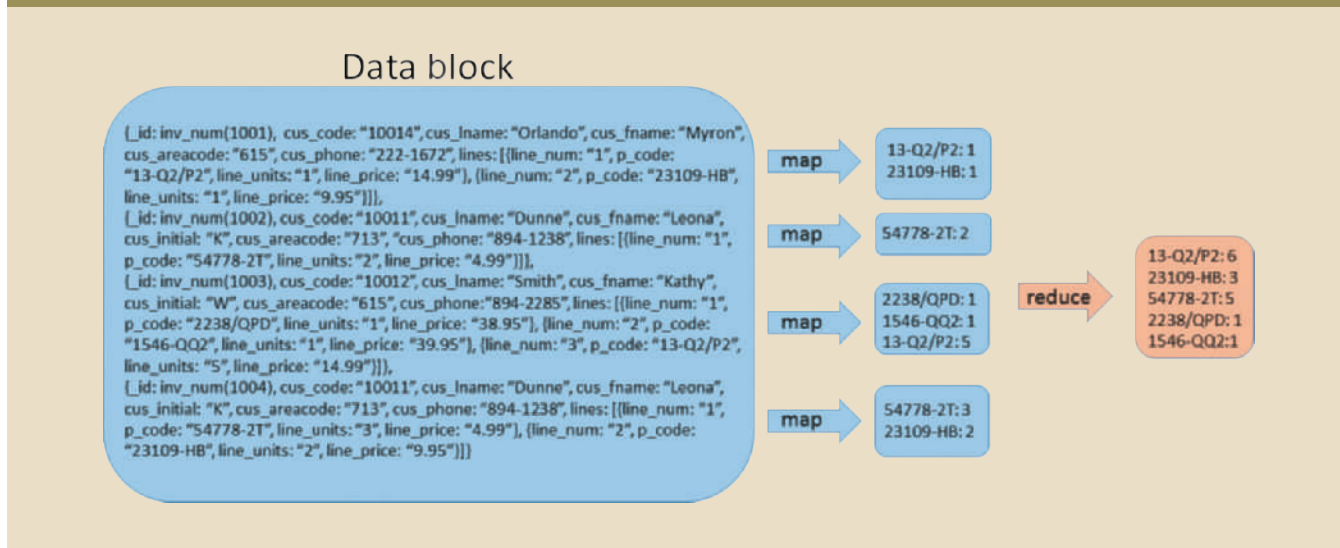 Data block
{_id: inv_num(1001), cus_code: “10014”, cus_lname: “Orlando”, cus_fname: “Myron”,
cus_areacode: “615”, cus_phone: “222-1672”, lines: [{line_num: “1”, p_code:
“13-Q2/P2”, line_units: “1”, line_price: “14.99”}, {line_num: “2”, p_code: “23109-HB”,
line_units: “1”, line_price: “9.95”}]},
{_id: inv_num(1002), cus_code: “10011”, cus_lname: “Dunne”, cus_fname: “Leona”,
cus_initial: “K”, cus_areacode: “713”, “cus_phone: “894-1238”, lines: [{line_num: “1”,
p_code: “54778-2T”, line_units: “2”, line_price: “4.99”}]},
{_id: inv_num(1003), cus_code: “10012”, cus_lname: “Smith”, cus_fname: “Kathy”,
cus_initial: “W”, cus_areacode: “615”, cus_phone:“894-2285”, lines: [{line_num: “1”,
p_code: “2238/QPD”, line_units: “1”, line_price: “38.95”}, {line_num: “2”, p_code:
“1546-QQ2”, line_units: “1”, line_price: “39.95”}, {line_num: “3”, p_code: “13-Q2/P2”,
line_units: “5”, line_price: “14.99”}]},
{_id: inv_num(1004), cus_code: “10011”, cus_lname: “Dunne”, cus_fname: “Leona”,
cus_initial: “K”, cus_areacode: “713”, cus_phone: “894-1238”, lines: [{line_num: “1”,
p_code: “54778-2T”, line_units: “3”, line_price: “4.99”}, {line_num: “2”, p_code:
“23109-HB”, line_units: “2”, line_price: “9.95”}]}
map
13-Q2/P2: 1
23109-HB: 1
map
54778-2T: 2
map
2238/QPD: 1
1546-QQ2: 1
13-Q2/P2: 5
map
54778-2T: 3
23109-HB: 2
reduce
13-Q2/P2: 6
23109-HB: 3
54778-2T: 5
2238/QPD: 1
1546-QQ2:1